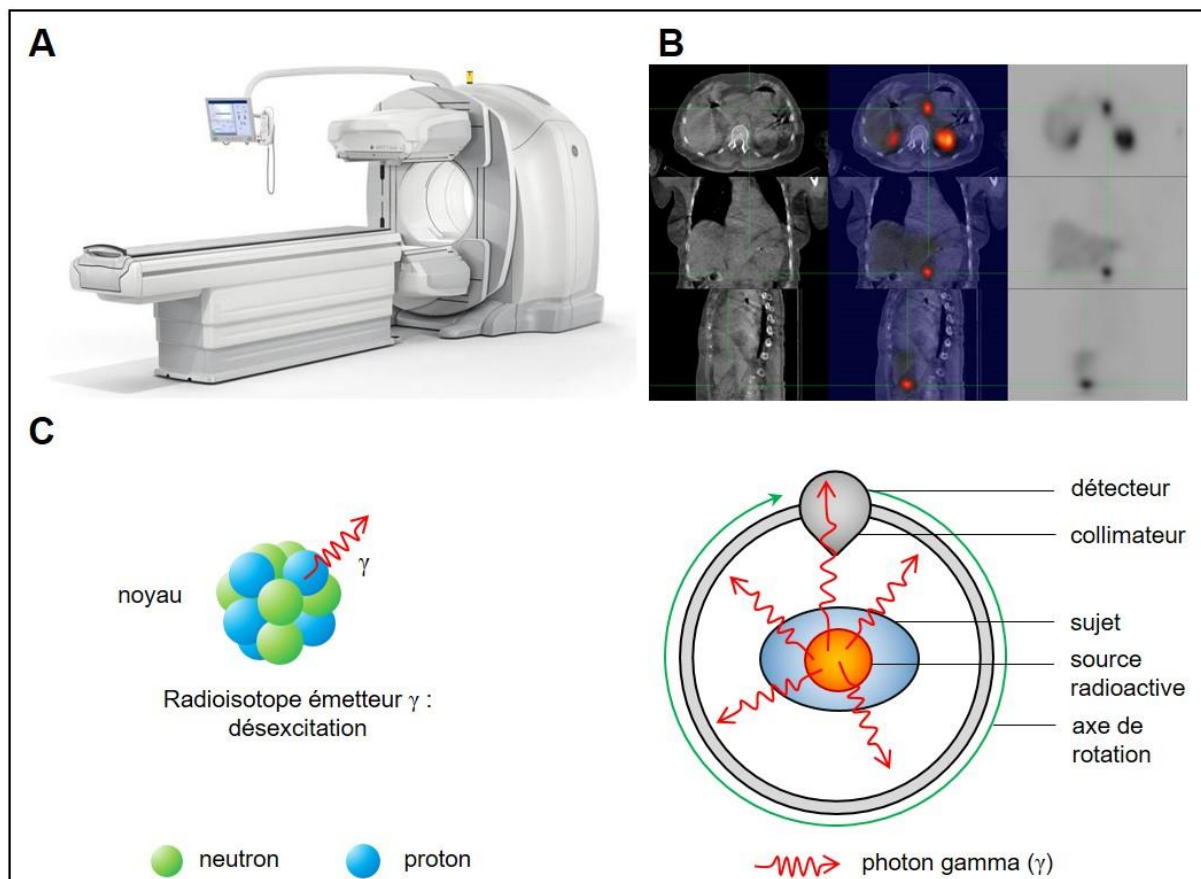 A
B
C
noyau
γ
Radioisotope émetteur γ :
désexcitation
neutron
proton
détecteur
collimateur
sujet
source
radioactive
axe de
rotation
photon gamma (γ)